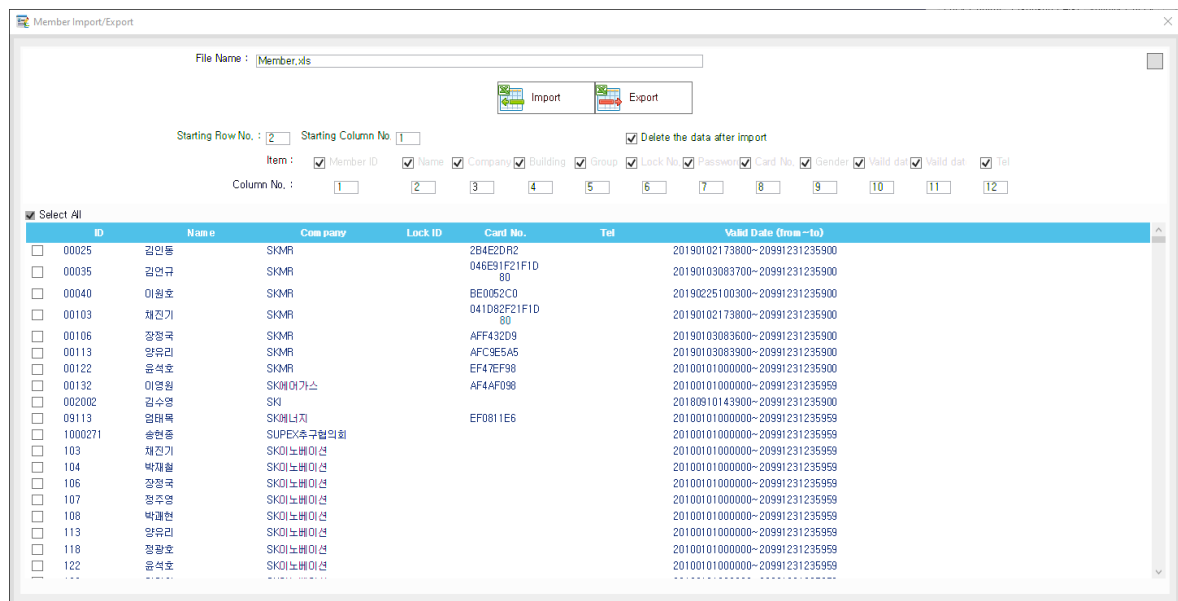 Member Import/Export
File Name : Member.xls
Import Export
Starting Row No. : 2 Starting Column No. 1 Delete the data after import
Item : Member ID Name Company Building Group Lock No. Passwor Card No. Gender Vaild dat Vaild dat Tel
Column No. : 1 2 3 4 5 6 7 8 9 10 11 12
Select All
ID Name Company Lock ID Card No. Tel Valid Date (from~to)
00025 김인동 SKMR 2B4E2DR2 20190102173800~20991231235900
00035 김언규 SKMR 046E91F21F1D 20190103083700~20991231235900
80
00040 이원호 SKMR BE0052C0 20190225100300~20991231235900
00103 채진기 SKMR 041D82F21F1D 20190102173800~20991231235900
80
00106 장정국 SKMR AFF432D9 20190103083600~20991231235900
00113 양유리 SKMR AFC9E5A5 20190103083900~20991231235900
00122 윤석호 SKMR EF47EF98 20100101000000~20991231235900
00132 이영원 SK에어가스 AF4AF098 20100101000000~20991231235959
002002 김수영 SKI 20180910143900~20991231235900
09113 엄태목 SK에너지 EF0811E6 20100101000000~20991231235959
1000271 송현종 SUPEX추구협의회 20100101000000~20991231235959
103 채진기 SK이노베이션 20100101000000~20991231235959
104 박재철 SK이노베이션 20100101000000~20991231235959
106 장정국 SK이노베이션 20100101000000~20991231235959
107 정주영 SK이노베이션 20100101000000~20991231235959
108 박괘현 SK이노베이션 20100101000000~20991231235959
113 양유리 SK이노베이션 20100101000000~20991231235959
118 정광호 SK이노베이션 20100101000000~20991231235959
122 윤석호 SK이노베이션 20100101000000~20991231235959